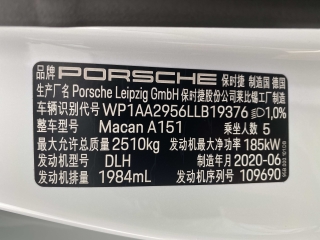 品牌 PORSCHE 保时捷 制造国 德国
生产厂名 Porsche Leipzig GmbH 保时捷股份公司莱比锡工厂制造
车辆识别代号 WP1AA2956LLB19376 1,0%
整车型号 Macan A151 乘坐人数 5
最大允许总质量 2510kg 发动机最大净功率 185kW
发动机型号 DLH 制造年月 2020-06
发动机排量 1984mL 发动机序列号 109690